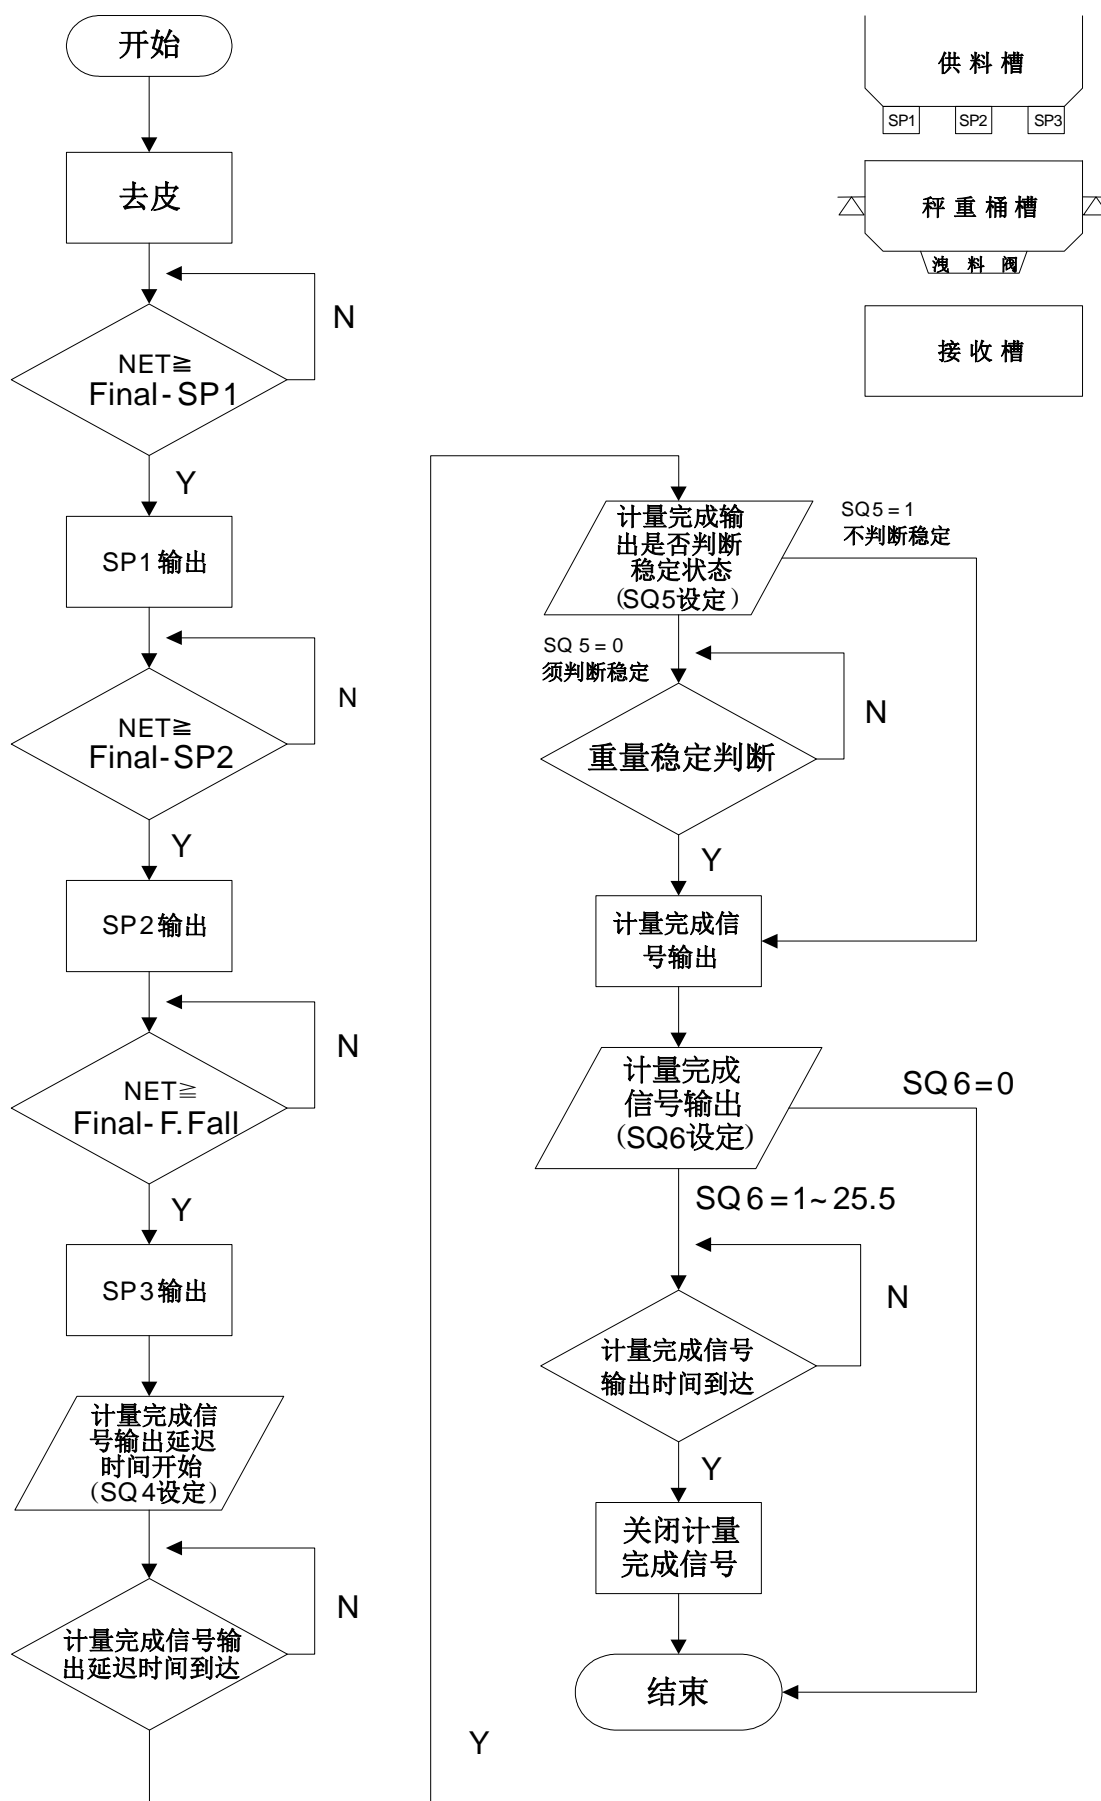 开始
去皮
N
NET≧
Final-SP1
Y
SP1输出
N
NET≧
Final-SP2
Y
SP2输出
N
NET≧
Final-F.Fall
Y
SP3输出
计量完成信
号输出延迟
时间开始
(SQ4设定)
N
计量完成信号输
出延迟时间到达
Y
供料槽
SP1 SP2 SP3
秤重桶槽
洩料阀
接收槽
计量完成输
出是否判断
稳定状态
(SQ5设定)
SQ5=1
不判断稳定
SQ5=0
须判断稳定
N
重量稳定判断
Y
计量完成信
号输出
计量完成
信号输出
(SQ6设定)
SQ6=0
SQ6=1~25.5
N
计量完成信号
输出时间到达
Y
关闭计量
完成信号
结束